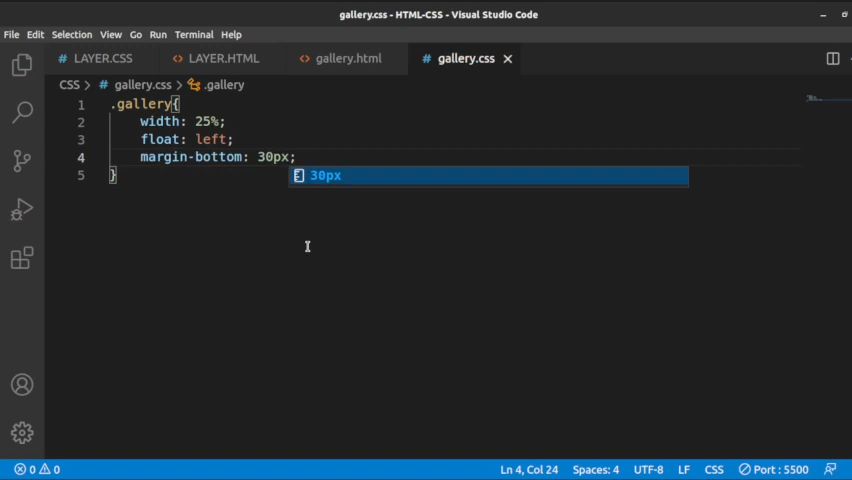 gallery.css - HTML-CSS - Visual Studio Code
File Edit Selection View Go Run Terminal Help
# LAYER.CSS <> LAYER.HTML <> gallery.html # gallery.css
CSS > # gallery.css > .gallery
1 .gallery{
2 width: 25%;
3 float: left;
4 margin-bottom: 30px;
5 }
30px
0 0 Ln 4, Col 24 Spaces: 4 UTF-8 LF CSS Port : 5500